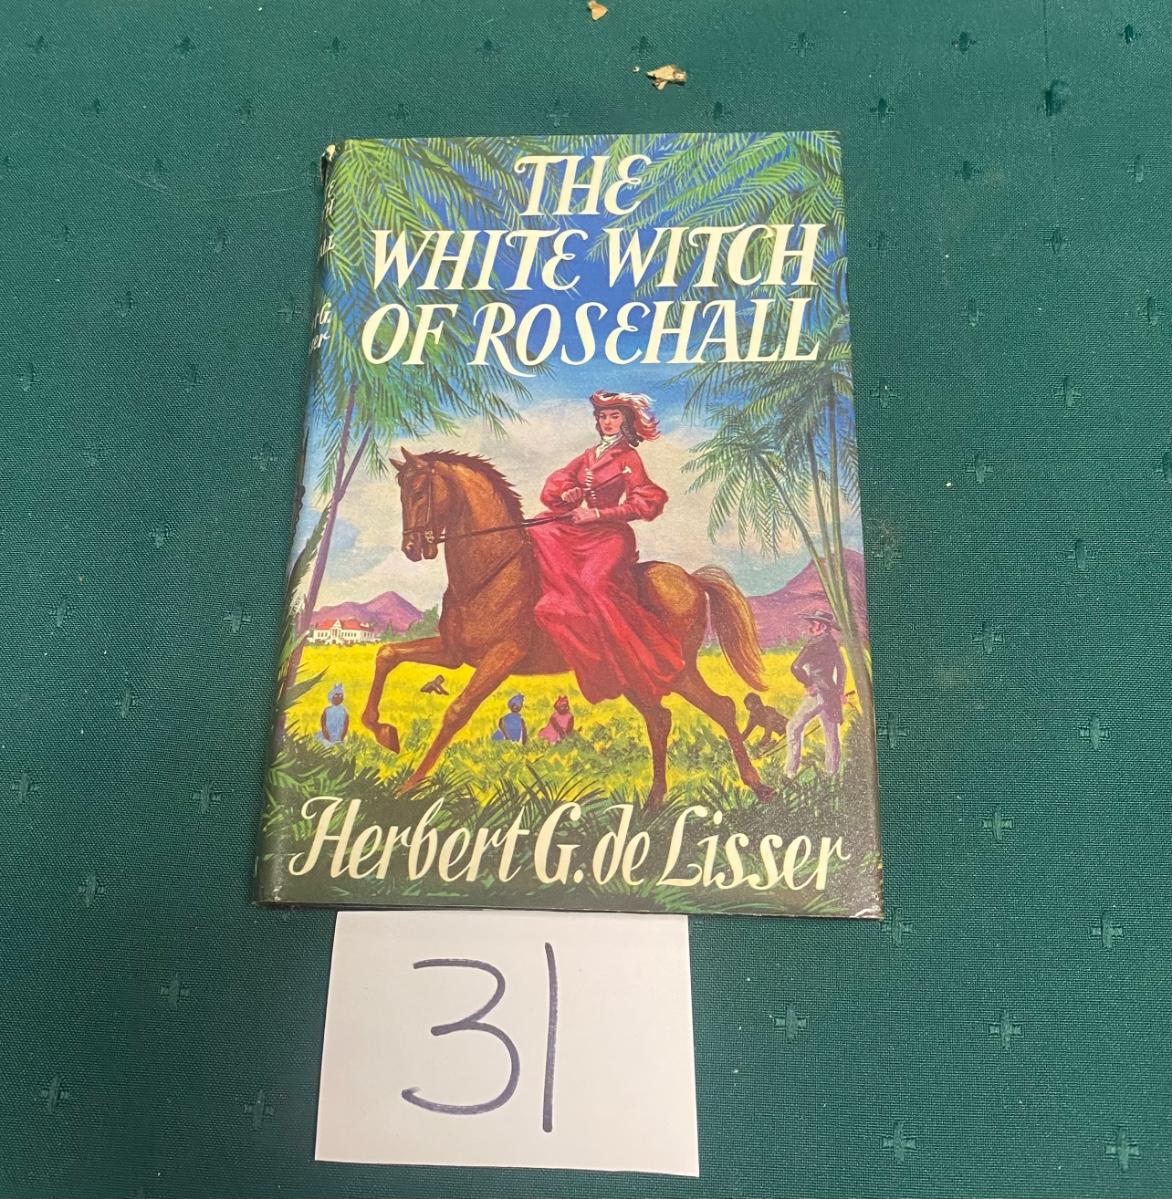 THE
WHITE WITCH
OF ROSEHALL
Herbert G. de Lisser
31